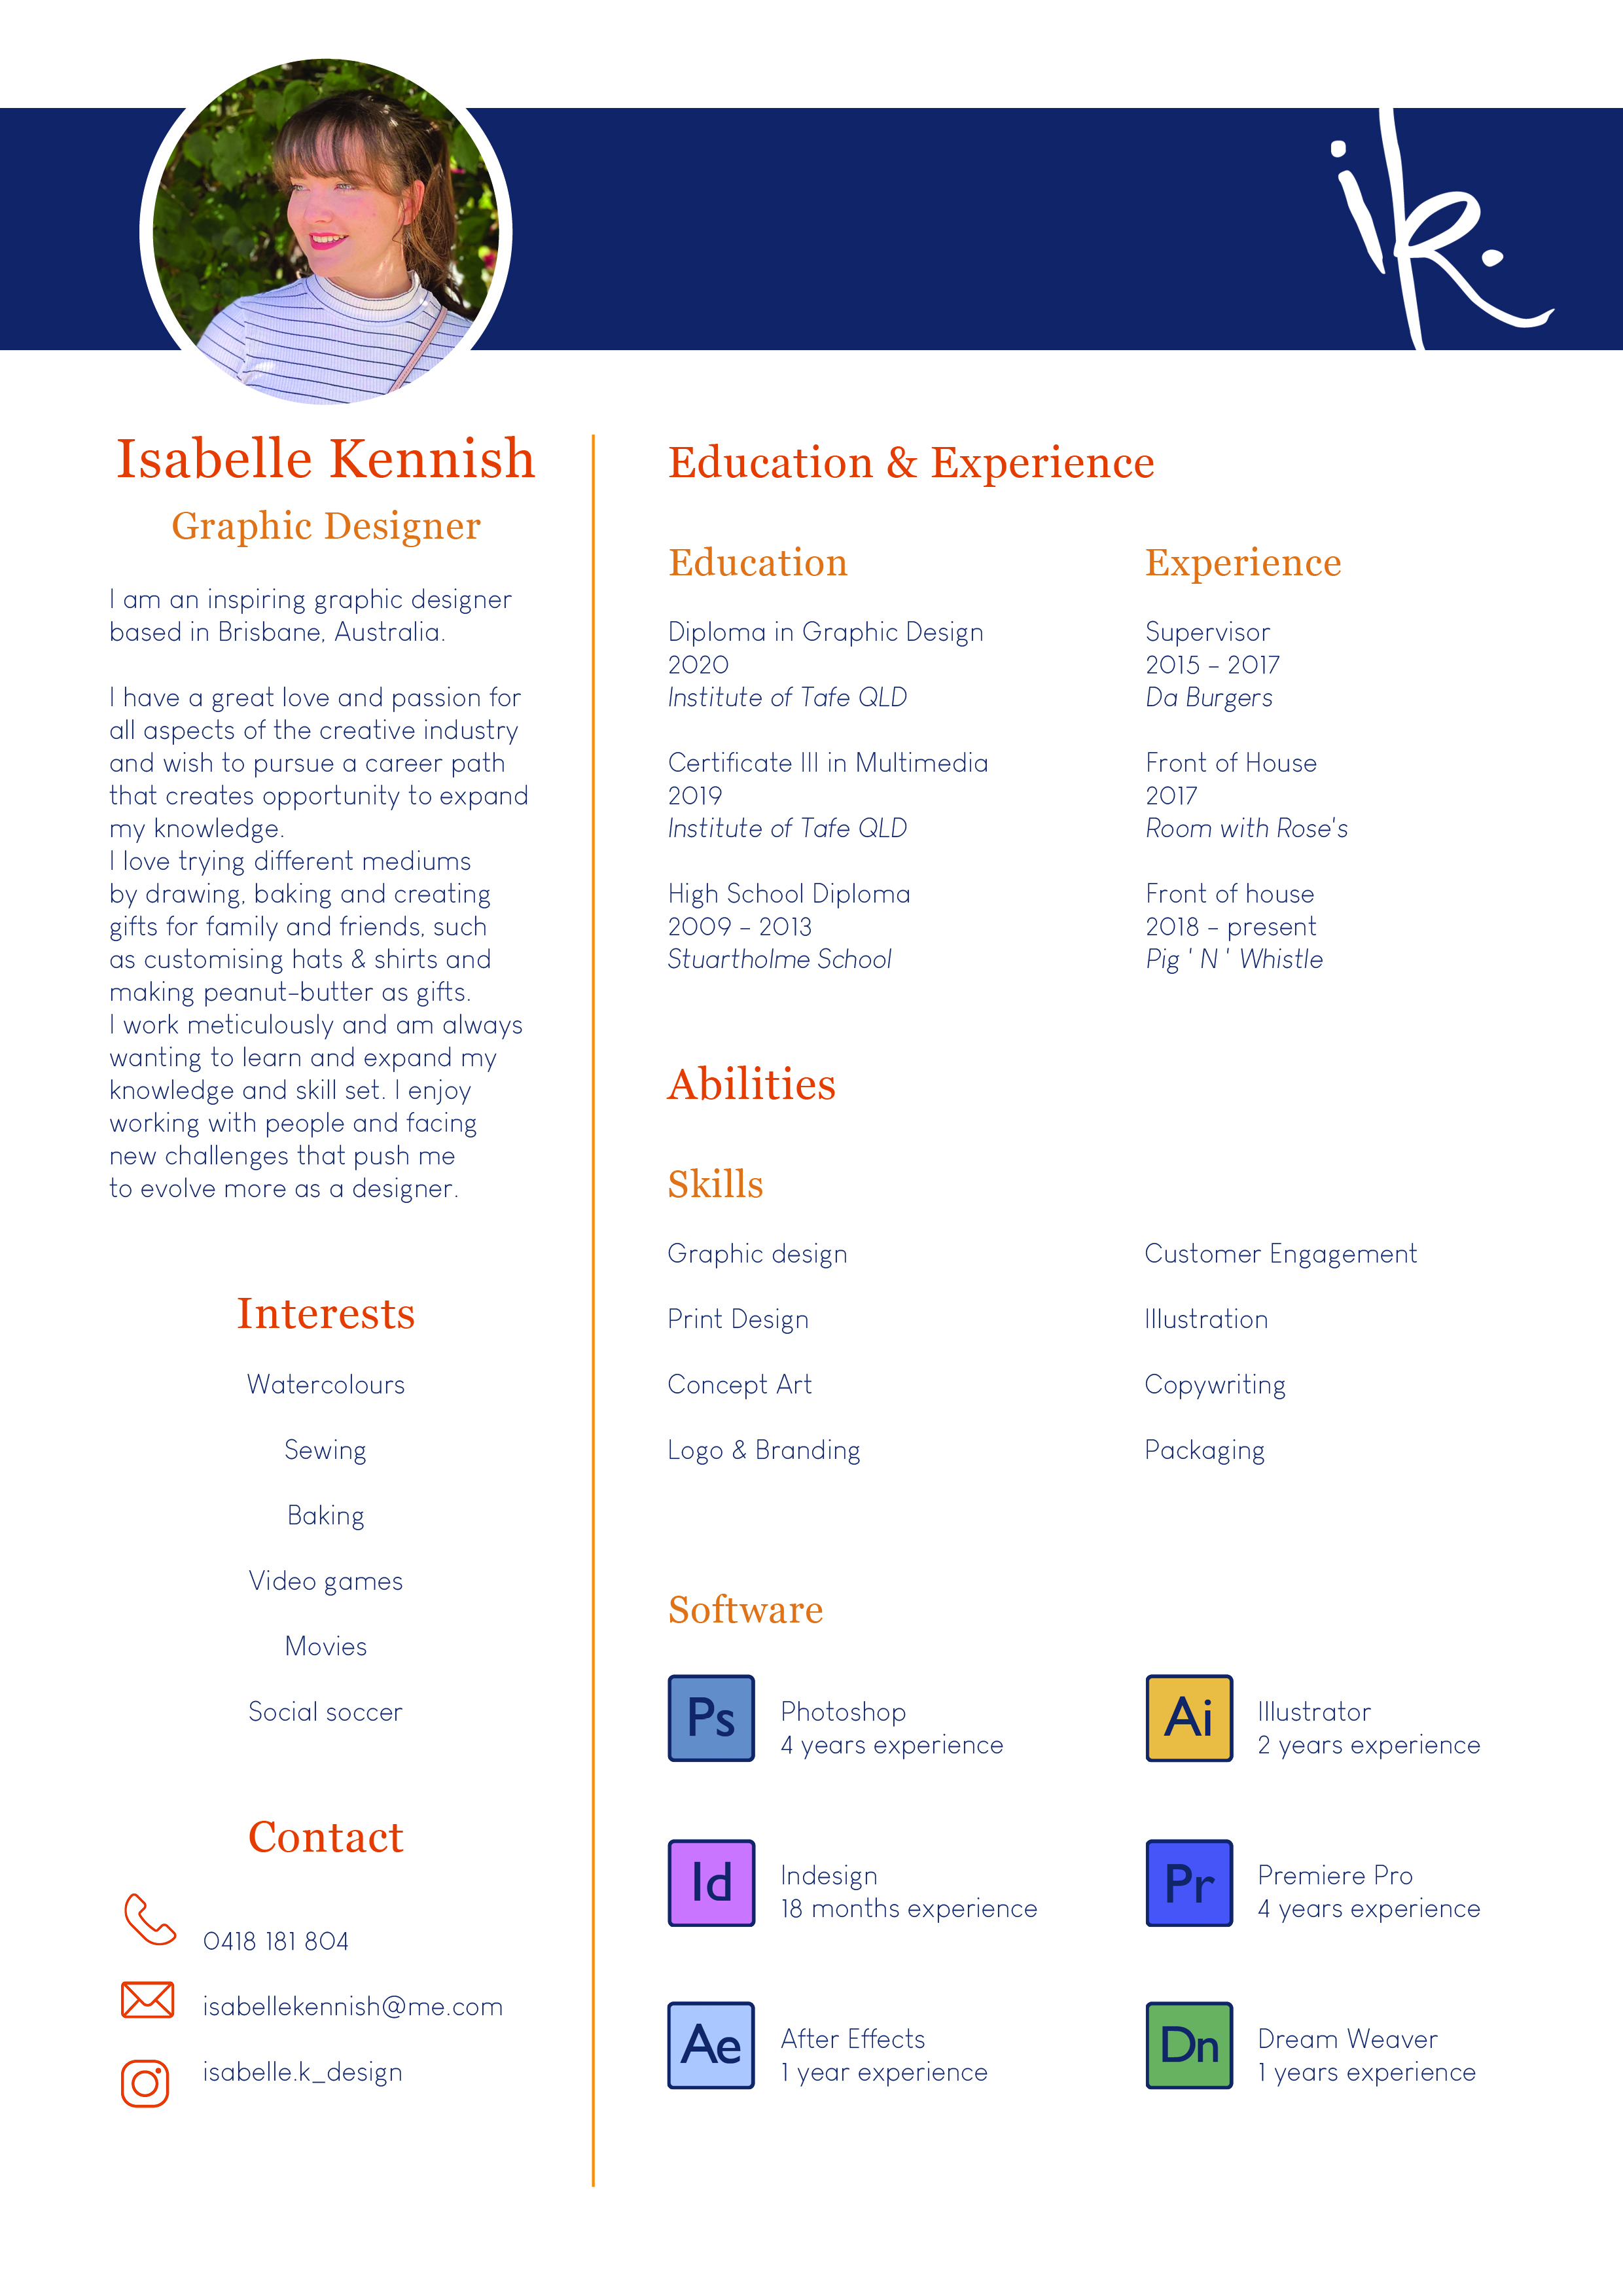 ik.
Isabelle Kennish
Graphic Designer
I am an inspiring graphic designer
based in Brisbane, Australia.
I have a great love and passion for
all aspects of the creative industry
and wish to pursue a career path
that creates opportunity to expand
my knowledge.
I love trying different mediums
by drawing, baking and creating
gifts for family and friends, such
as customising hats & shirts and
making peanut-butter as gifts.
I work meticulously and am always
wanting to learn and expand my
knowledge and skill set. I enjoy
working with people and facing
new challenges that push me
to evolve more as a designer.
Interests
Watercolours
Sewing
Baking
Video games
Movies
Social soccer
Contact
0418 181 804
isabellekennish@me.com
isabelle.k_design
Education & Experience
Education
Diploma in Graphic Design
2020
Institute of Tafe QLD
Certificate III in Multimedia
2019
Institute of Tafe QLD
High School Diploma
2009 - 2013
Stuartholme School
Experience
Supervisor
2015 - 2017
Da Burgers
Front of House
2017
Room with Rose's
Front of house
2018 - present
Pig ' N ' Whistle
Abilities
Skills
Graphic design
Print Design
Concept Art
Logo & Branding
Customer Engagement
Illustration
Copywriting
Packaging
Software
Ps
Photoshop
4 years experience
Ai
Illustrator
2 years experience
Id
Indesign
18 months experience
Pr
Premiere Pro
4 years experience
Ae
After Effects
1 year experience
Dn
Dream Weaver
1 years experience